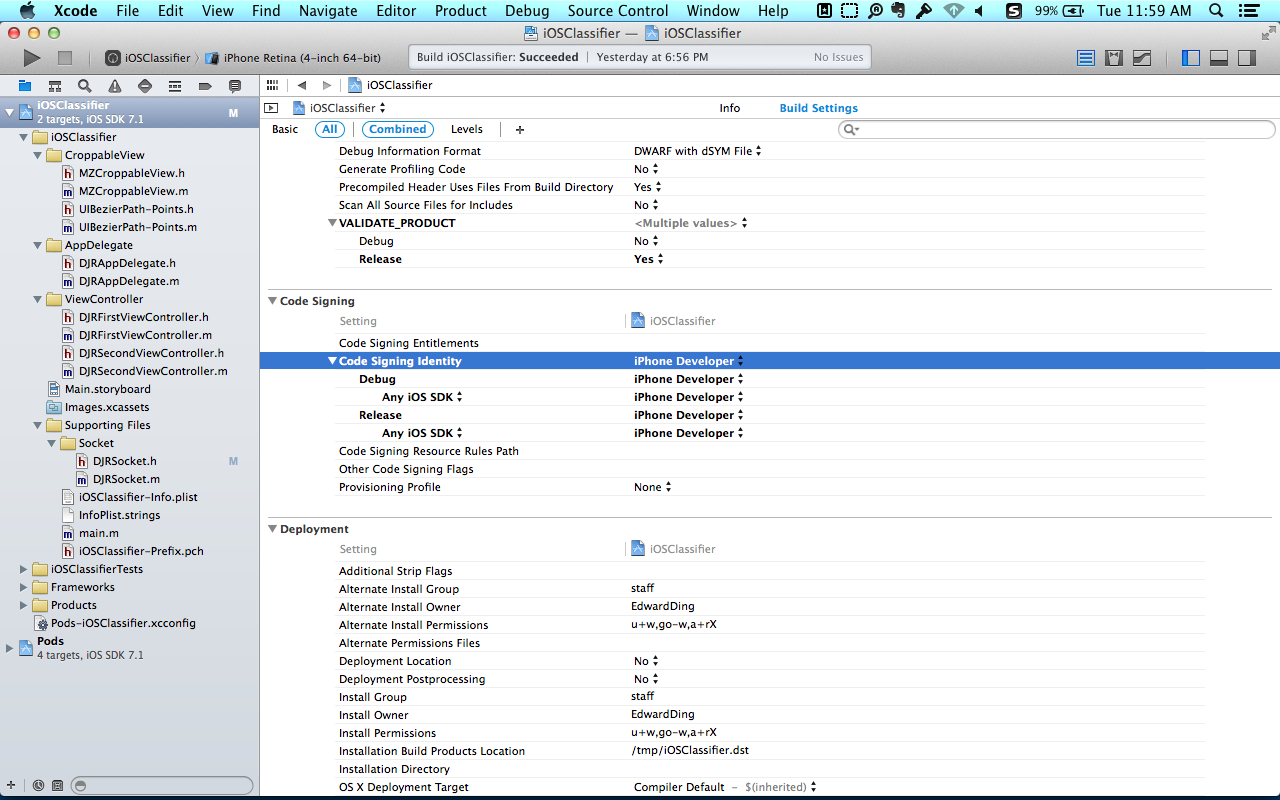 Xcode File Edit View Find Navigate Editor Product Debug Source Control Window Help 99% Tue 11:59 AM
iOSClassifier — iOSClassifier
iOSClassifier iPhone Retina (4-inch 64-bit) Build iOSClassifier: Succeeded Yesterday at 6:56 PM No Issues
iOSClassifier
iOSClassifier M
2 targets, iOS SDK 7.1
iOSClassifier
CroppableView
MZCroppableView.h
MZCroppableView.m
UIBezierPath-Points.h
UIBezierPath-Points.m
AppDelegate
DJRAppDelegate.h
DJRAppDelegate.m
ViewController
DJRFirstViewController.h
DJRFirstViewController.m
DJRSecondViewController.h
DJRSecondViewController.m
Main.storyboard
Images.xcassets
Supporting Files
Socket
DJRSocket.h M
DJRSocket.m
iOSClassifier-Info.plist
InfoPlist.strings
main.m
iOSClassifier-Prefix.pch
iOSClassifierTests
Frameworks
Products
Pods-iOSClassifier.xcconfig
Pods
4 targets, iOS SDK 7.1
iOSClassifier Info Build Settings
Basic All Combined Levels +
Debug Information Format DWARF with dSYM File
Generate Profiling Code No
Precompiled Header Uses Files From Build Directory Yes
Scan All Source Files for Includes No
VALIDATE_PRODUCT <Multiple values>
Debug No
Release Yes
Code Signing
Setting iOSClassifier
Code Signing Entitlements
Code Signing Identity iPhone Developer
Debug iPhone Developer
Any iOS SDK iPhone Developer
Release iPhone Developer
Any iOS SDK iPhone Developer
Code Signing Resource Rules Path
Other Code Signing Flags
Provisioning Profile None
Deployment
Setting iOSClassifier
Additional Strip Flags
Alternate Install Group staff
Alternate Install Owner EdwardDing
Alternate Install Permissions u+w,go-w,a+rX
Alternate Permissions Files
Deployment Location No
Deployment Postprocessing No
Install Group staff
Install Owner EdwardDing
Install Permissions u+w,go-w,a+rX
Installation Build Products Location /tmp/iOSClassifier.dst
Installation Directory
OS X Deployment Target Compiler Default - $(inherited)